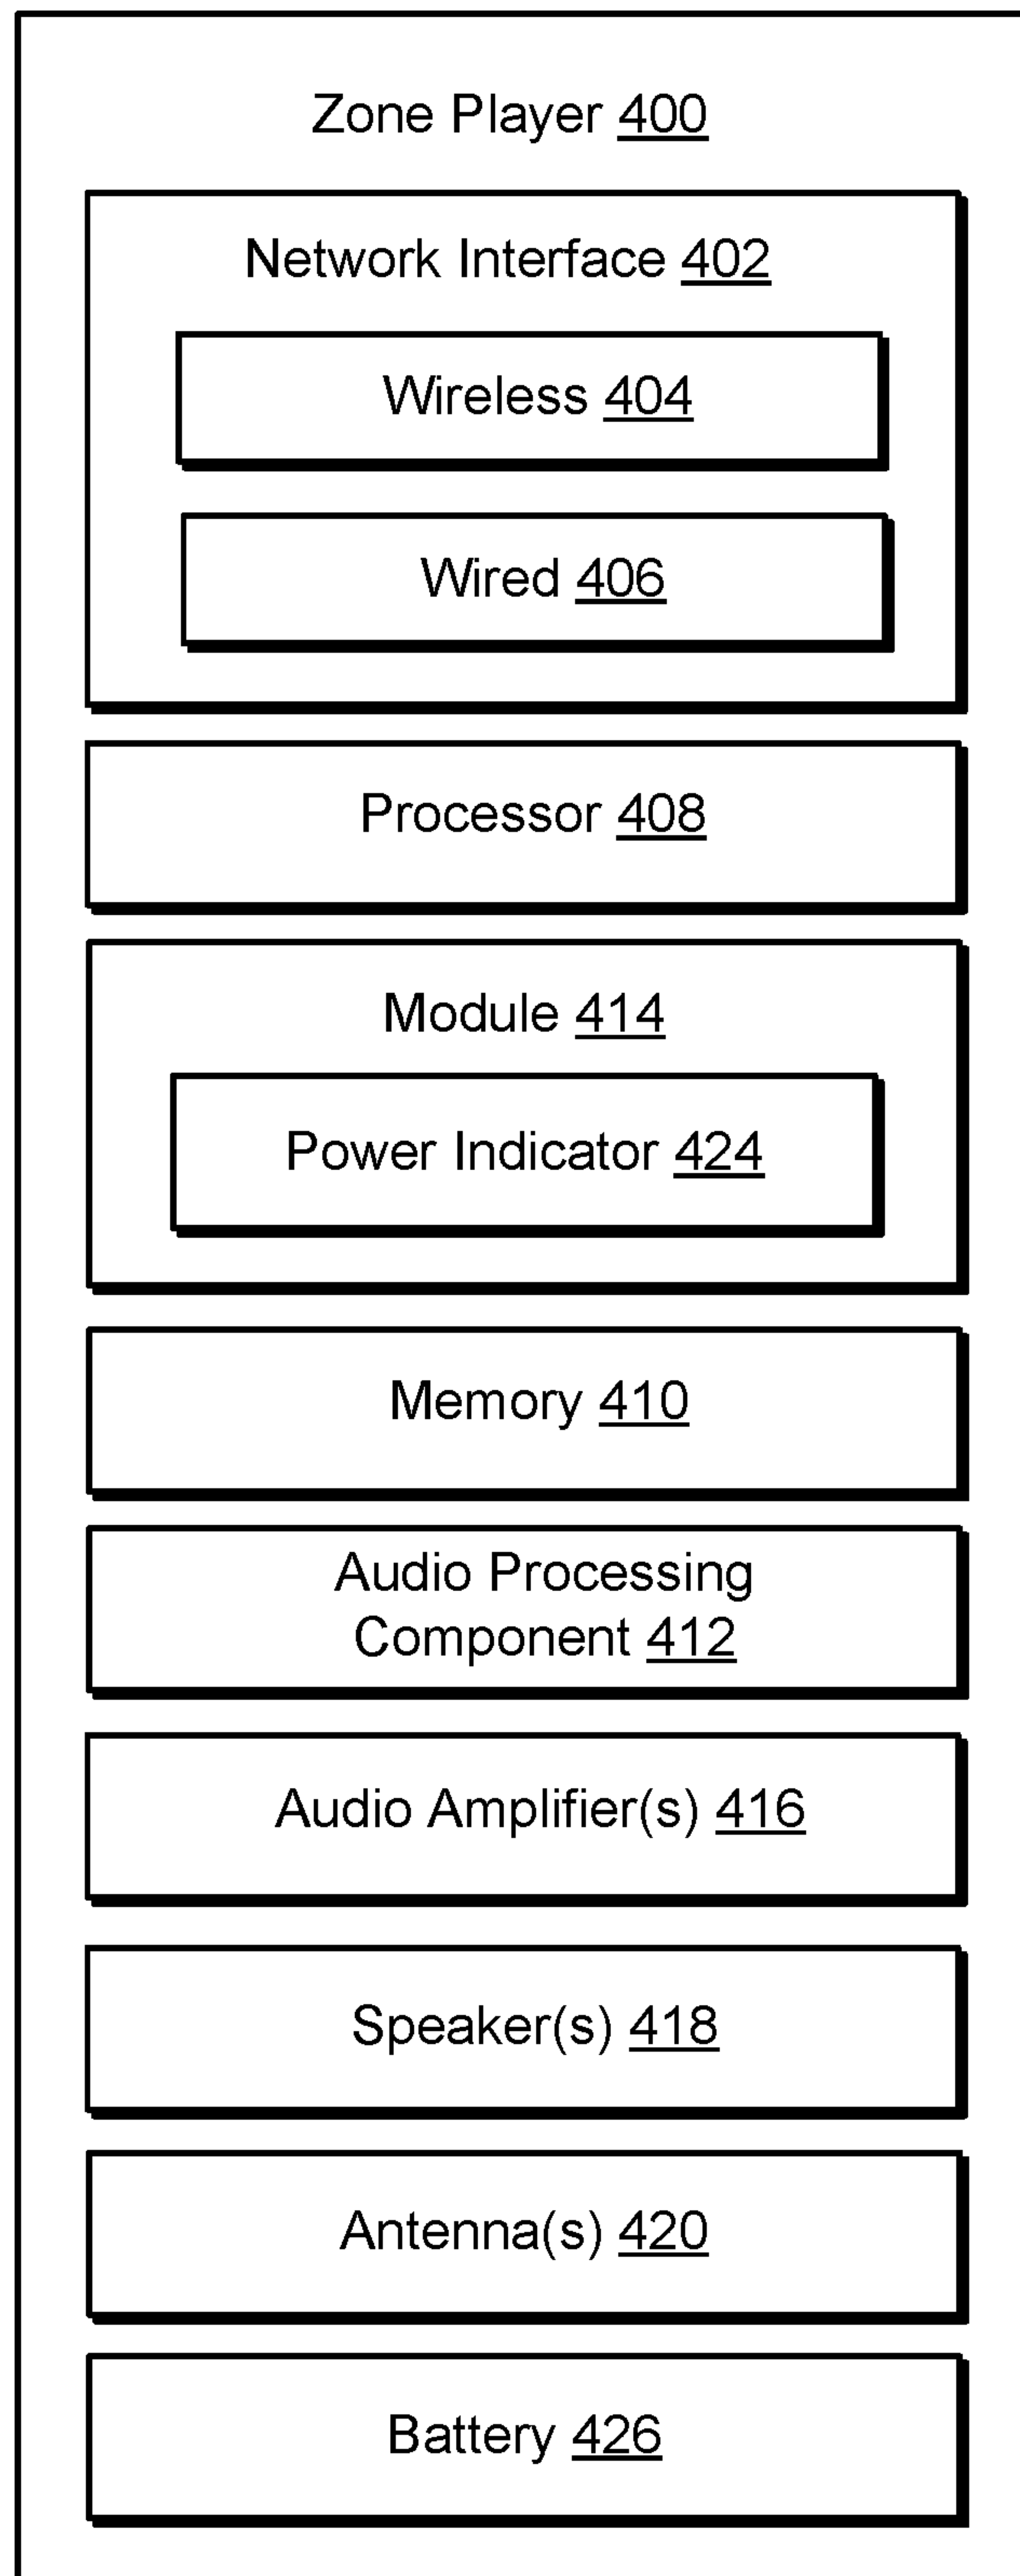 Zone Player 400
Network Interface 402
Wireless 404
Wired 406
Processor 408
Module 414
Power Indicator 424
Memory 410
Audio Processing
Component 412
Audio Amplifier(s) 416
Speaker(s) 418
Antenna(s) 420
Battery 426